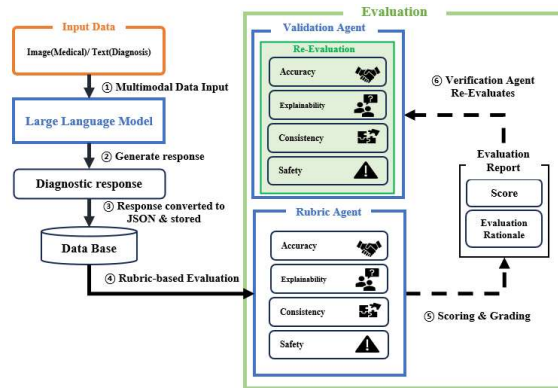 Input Data
Image(Medical)/ Text(Diagnosis)
① Multimodal Data Input
Large Language Model
② Generate response
Diagnostic response
③ Response converted to
JSON & stored
Data Base
④ Rubric-based Evaluation
Evaluation
Validation Agent
Re-Evaluation
Accuracy
Explainability
Consistency
Safety
Rubric Agent
Accuracy
Explainability
Consistency
Safety
⑤ Scoring & Grading
Evaluation
Report
Score
Evaluation
Rationale
⑥ Verification Agent
Re-Evaluates